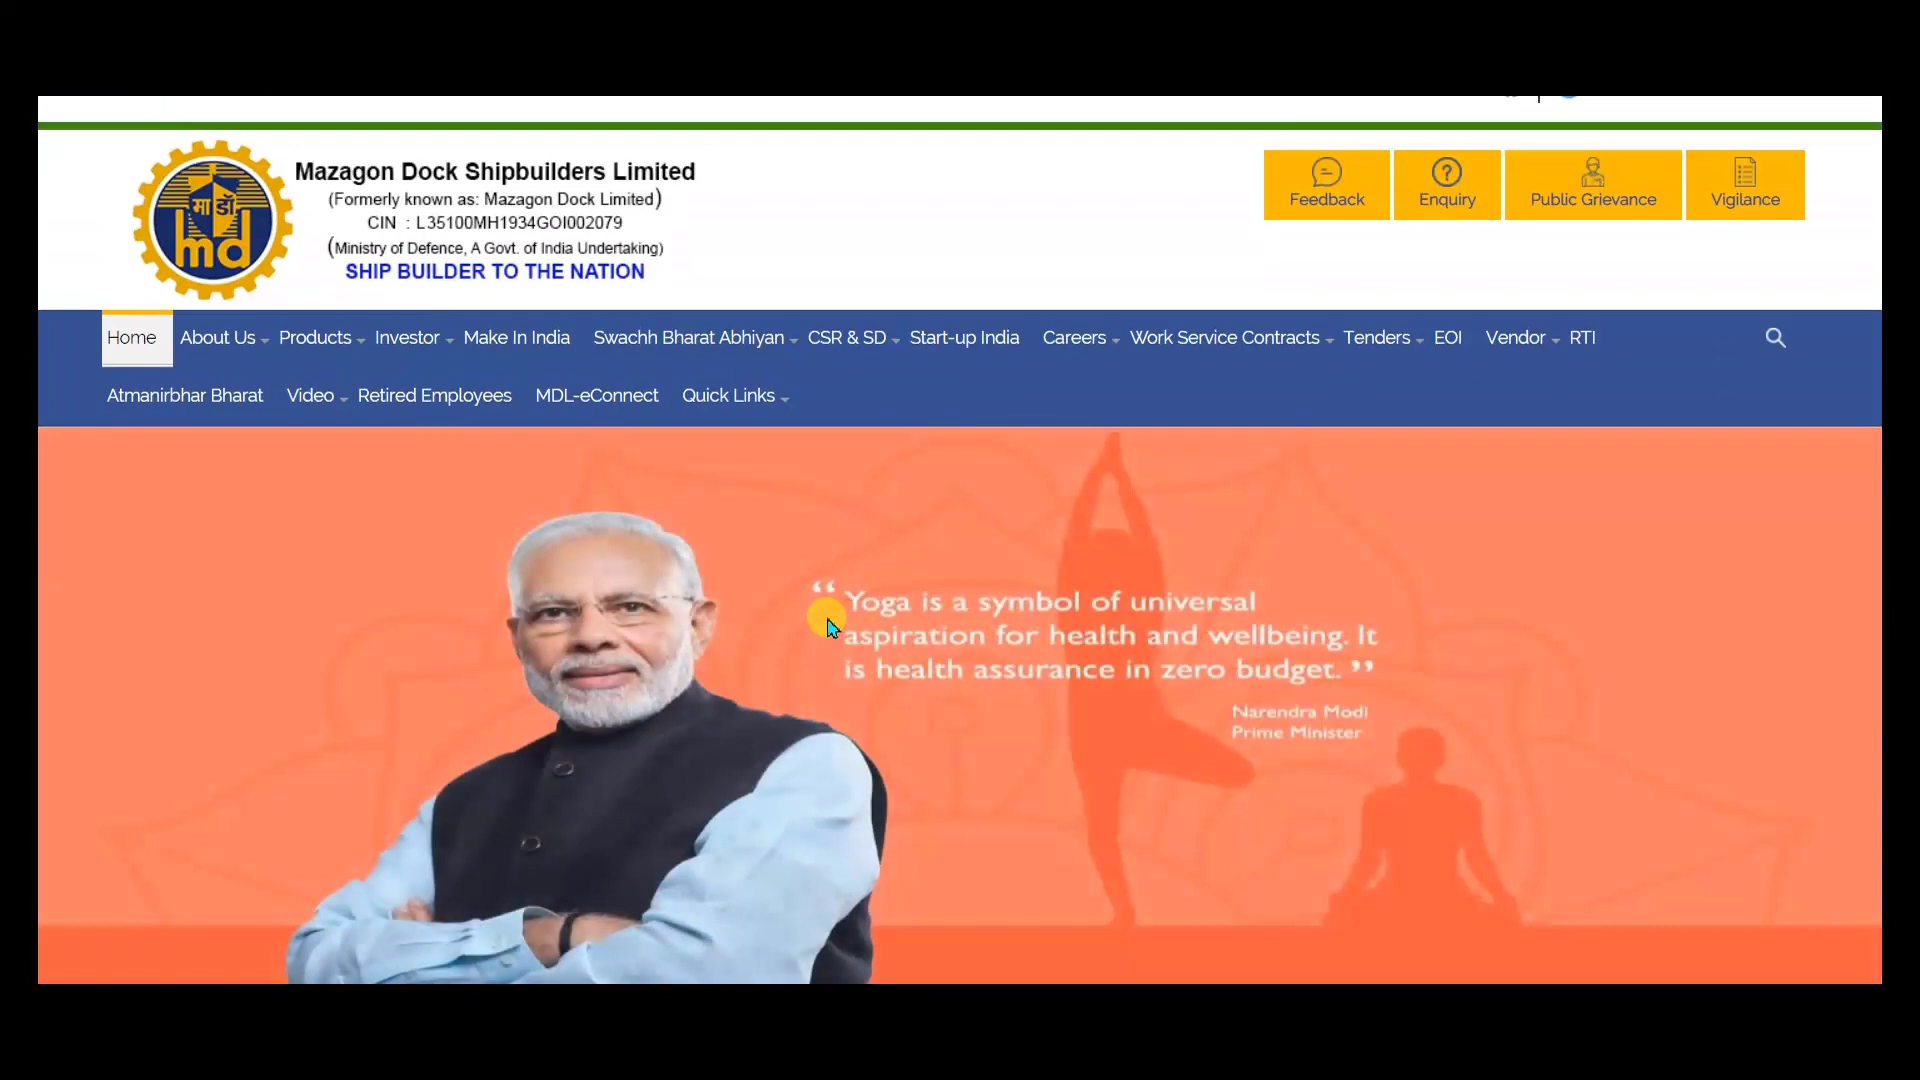 मा डॉ
md
Mazagon Dock Shipbuilders Limited
(Formerly known as: Mazagon Dock Limited)
CIN : L35100MH1934GOI002079
(Ministry of Defence, A Govt. of India Undertaking)
SHIP BUILDER TO THE NATION
Feedback
Enquiry
Public Grievance
Vigilance
Home About Us Products Investor Make In India Swachh Bharat Abhiyan CSR & SD Start-up India Careers Work Service Contracts Tenders EOI Vendor RTI
Atmanirbhar Bharat Video Retired Employees MDL-eConnect Quick Links
“Yoga is a symbol of universal
aspiration for health and wellbeing. It
is health assurance in zero budget.”
Narendra Modi
Prime Minister